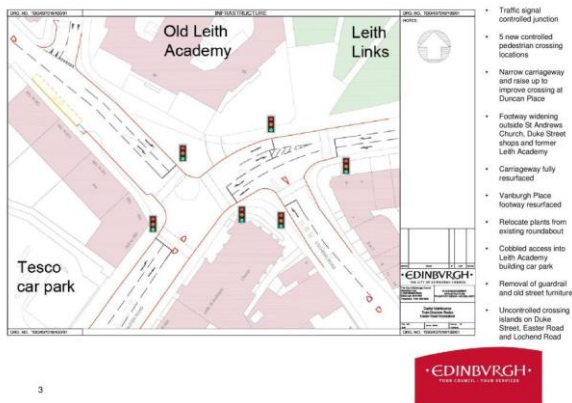 INFRASTRUCTURE
Old Leith
Academy
Leith
Links
Tesco
car park
NOTES:
• EDINBVRGH •
THE CITY OF EDINBURGH COUNCIL
• Traffic signal
controlled junction
• 5 new controlled
pedestrian crossing
locations
• Narrow carriageway
and raise up to
improve crossing at
Duncan Place
• Footway widening
outside St Andrews
Church, Duke Street
shops and former
Leith Academy
• Carriageway fully
resurfaced
• Vanburgh Place
footway resurfaced
• Relocate plants from
existing roundabout
• Cobbled access into
Leith Academy
building car park
• Removal of guardrail
and old street furniture
• Uncontrolled crossing
islands on Duke
Street, Easter Road
and Lochend Road
• EDINBVRGH •
YOUR COUNCIL - YOUR SERVICES
3